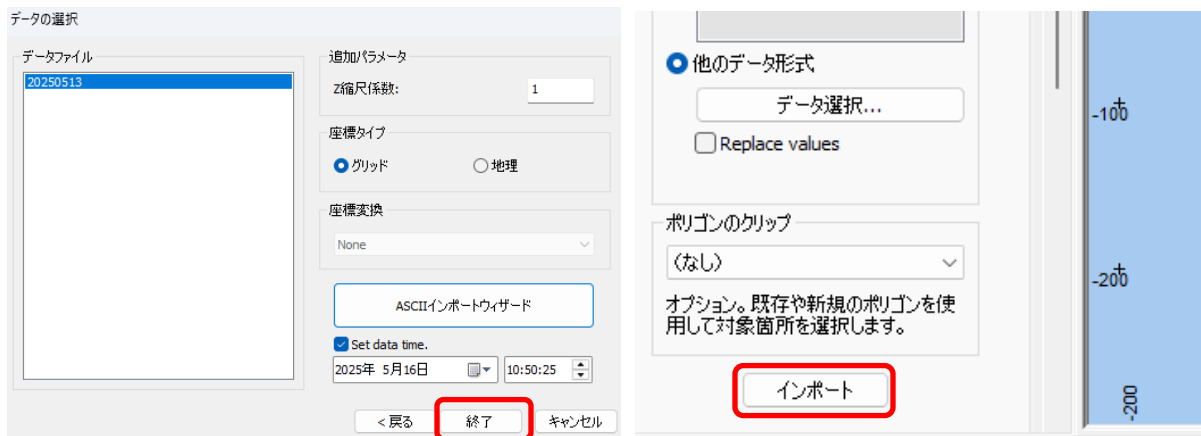 データの選択
データファイル
20250513
追加パラメータ
Z縮尺係数:
1
座標タイプ
グリッド
地理
座標変換
None
ASCIIインポートウィザード
Set data time.
2025年 5月16日
10:50:25
< 戻る
終了
キャンセル
他のデータ形式
データ選択...
Replace values
ポリゴンのクリップ
(なし)
オプション。既存や新規のポリゴンを使
用して対象箇所を選択します。
インポート
-100
-200
-200